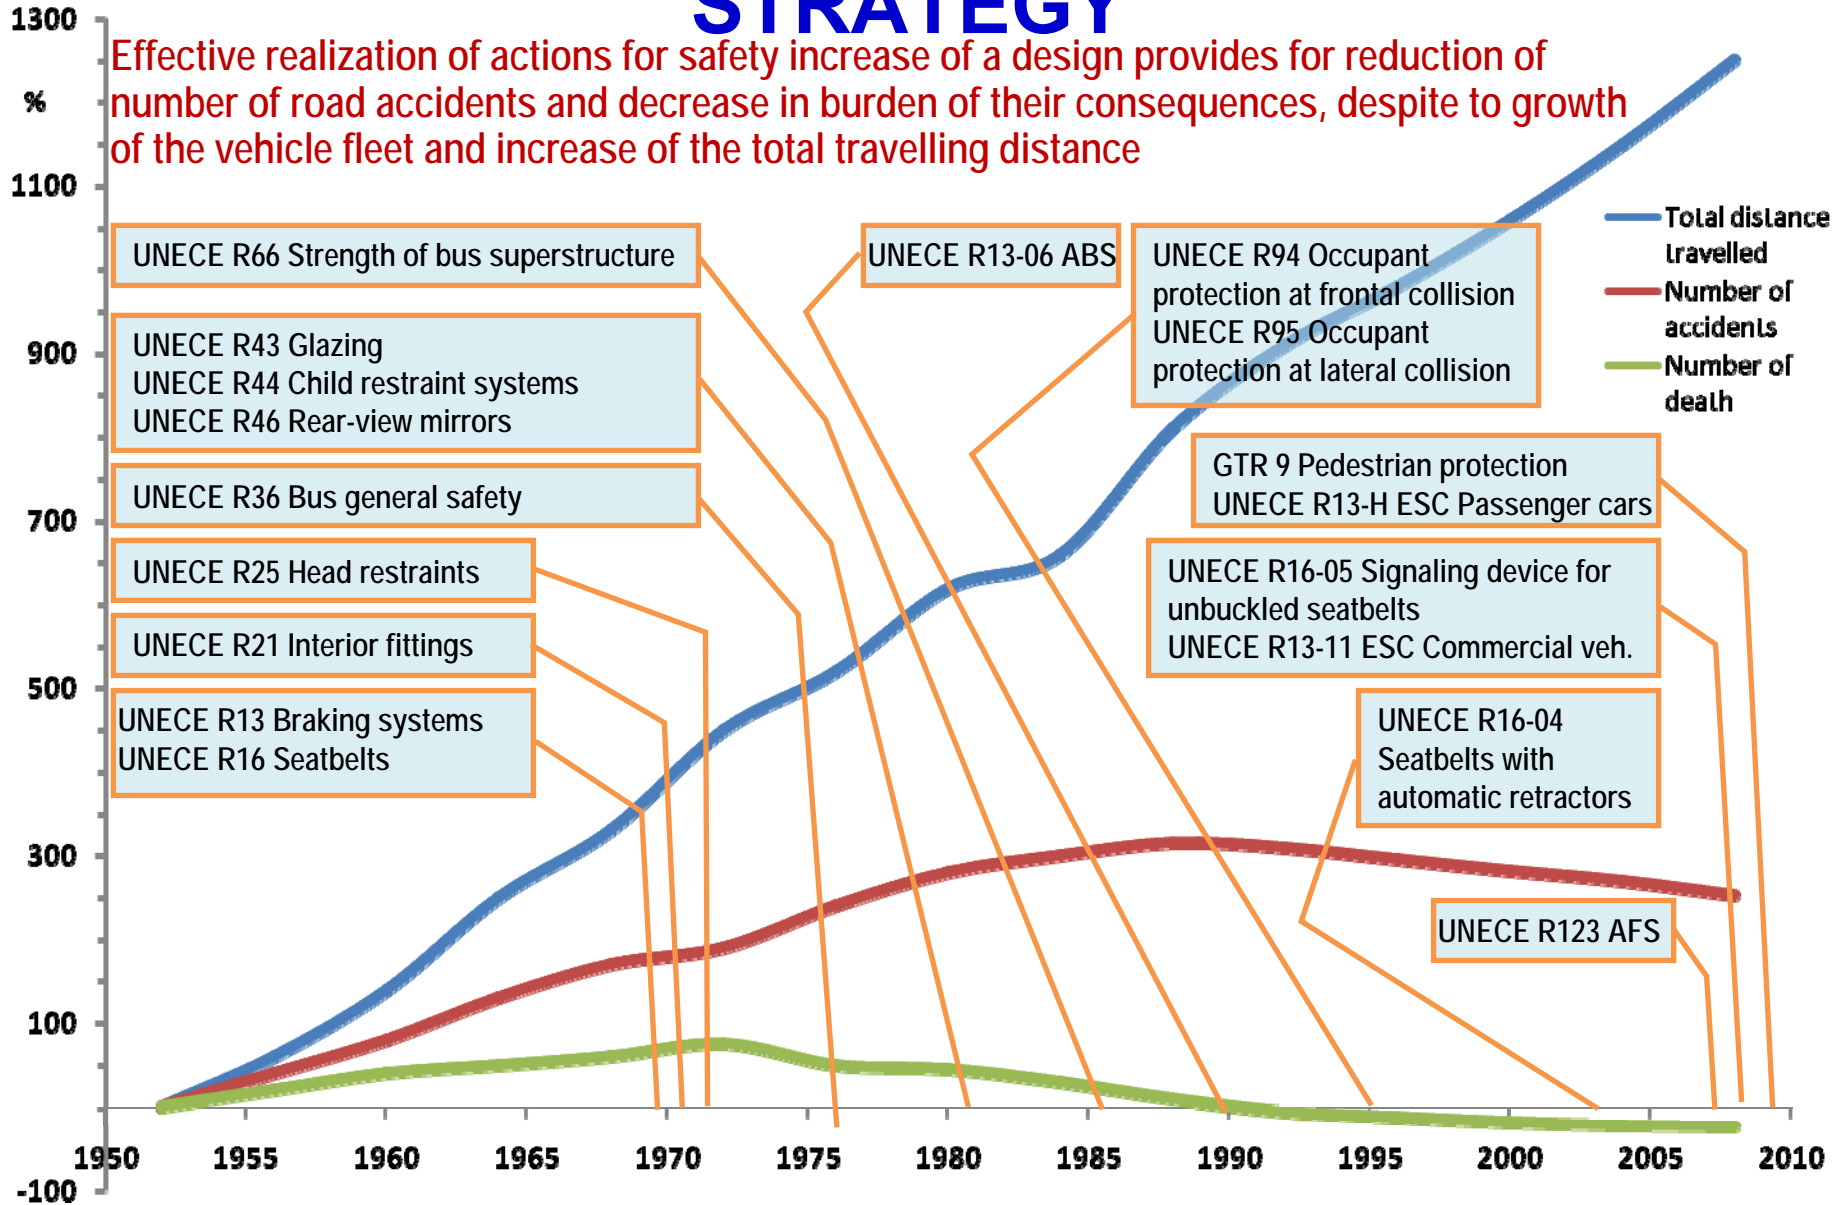 STRATEGY
Effective realization of actions for safety increase of a design provides for reduction of
number of road accidents and decrease in burden of their consequences, despite to growth
of the vehicle fleet and increase of the total travelling distance
1300
%
1100
900
700
500
300
100
-100
UNECE R66 Strength of bus superstructure
UNECE R43 Glazing
UNECE R44 Child restraint systems
UNECE R46 Rear-view mirrors
UNECE R36 Bus general safety
UNECE R25 Head restraints
UNECE R21 Interior fittings
UNECE R13 Braking systems
UNECE R16 Seatbelts
UNECE R13-06 ABS
UNECE R94 Occupant
protection at frontal collision
UNECE R95 Occupant
protection at lateral collision
Total distance
travelled
Number of
accidents
Number of
death
GTR 9 Pedestrian protection
UNECE R13-H ESC Passenger cars
UNECE R16-05 Signaling device for
unbuckled seatbelts
UNECE R13-11 ESC Commercial veh.
UNECE R16-04
Seatbelts with
automatic retractors
UNECE R123 AFS
1950 1955 1960 1965 1970 1975 1980 1985 1990 1995 2000 2005 2010